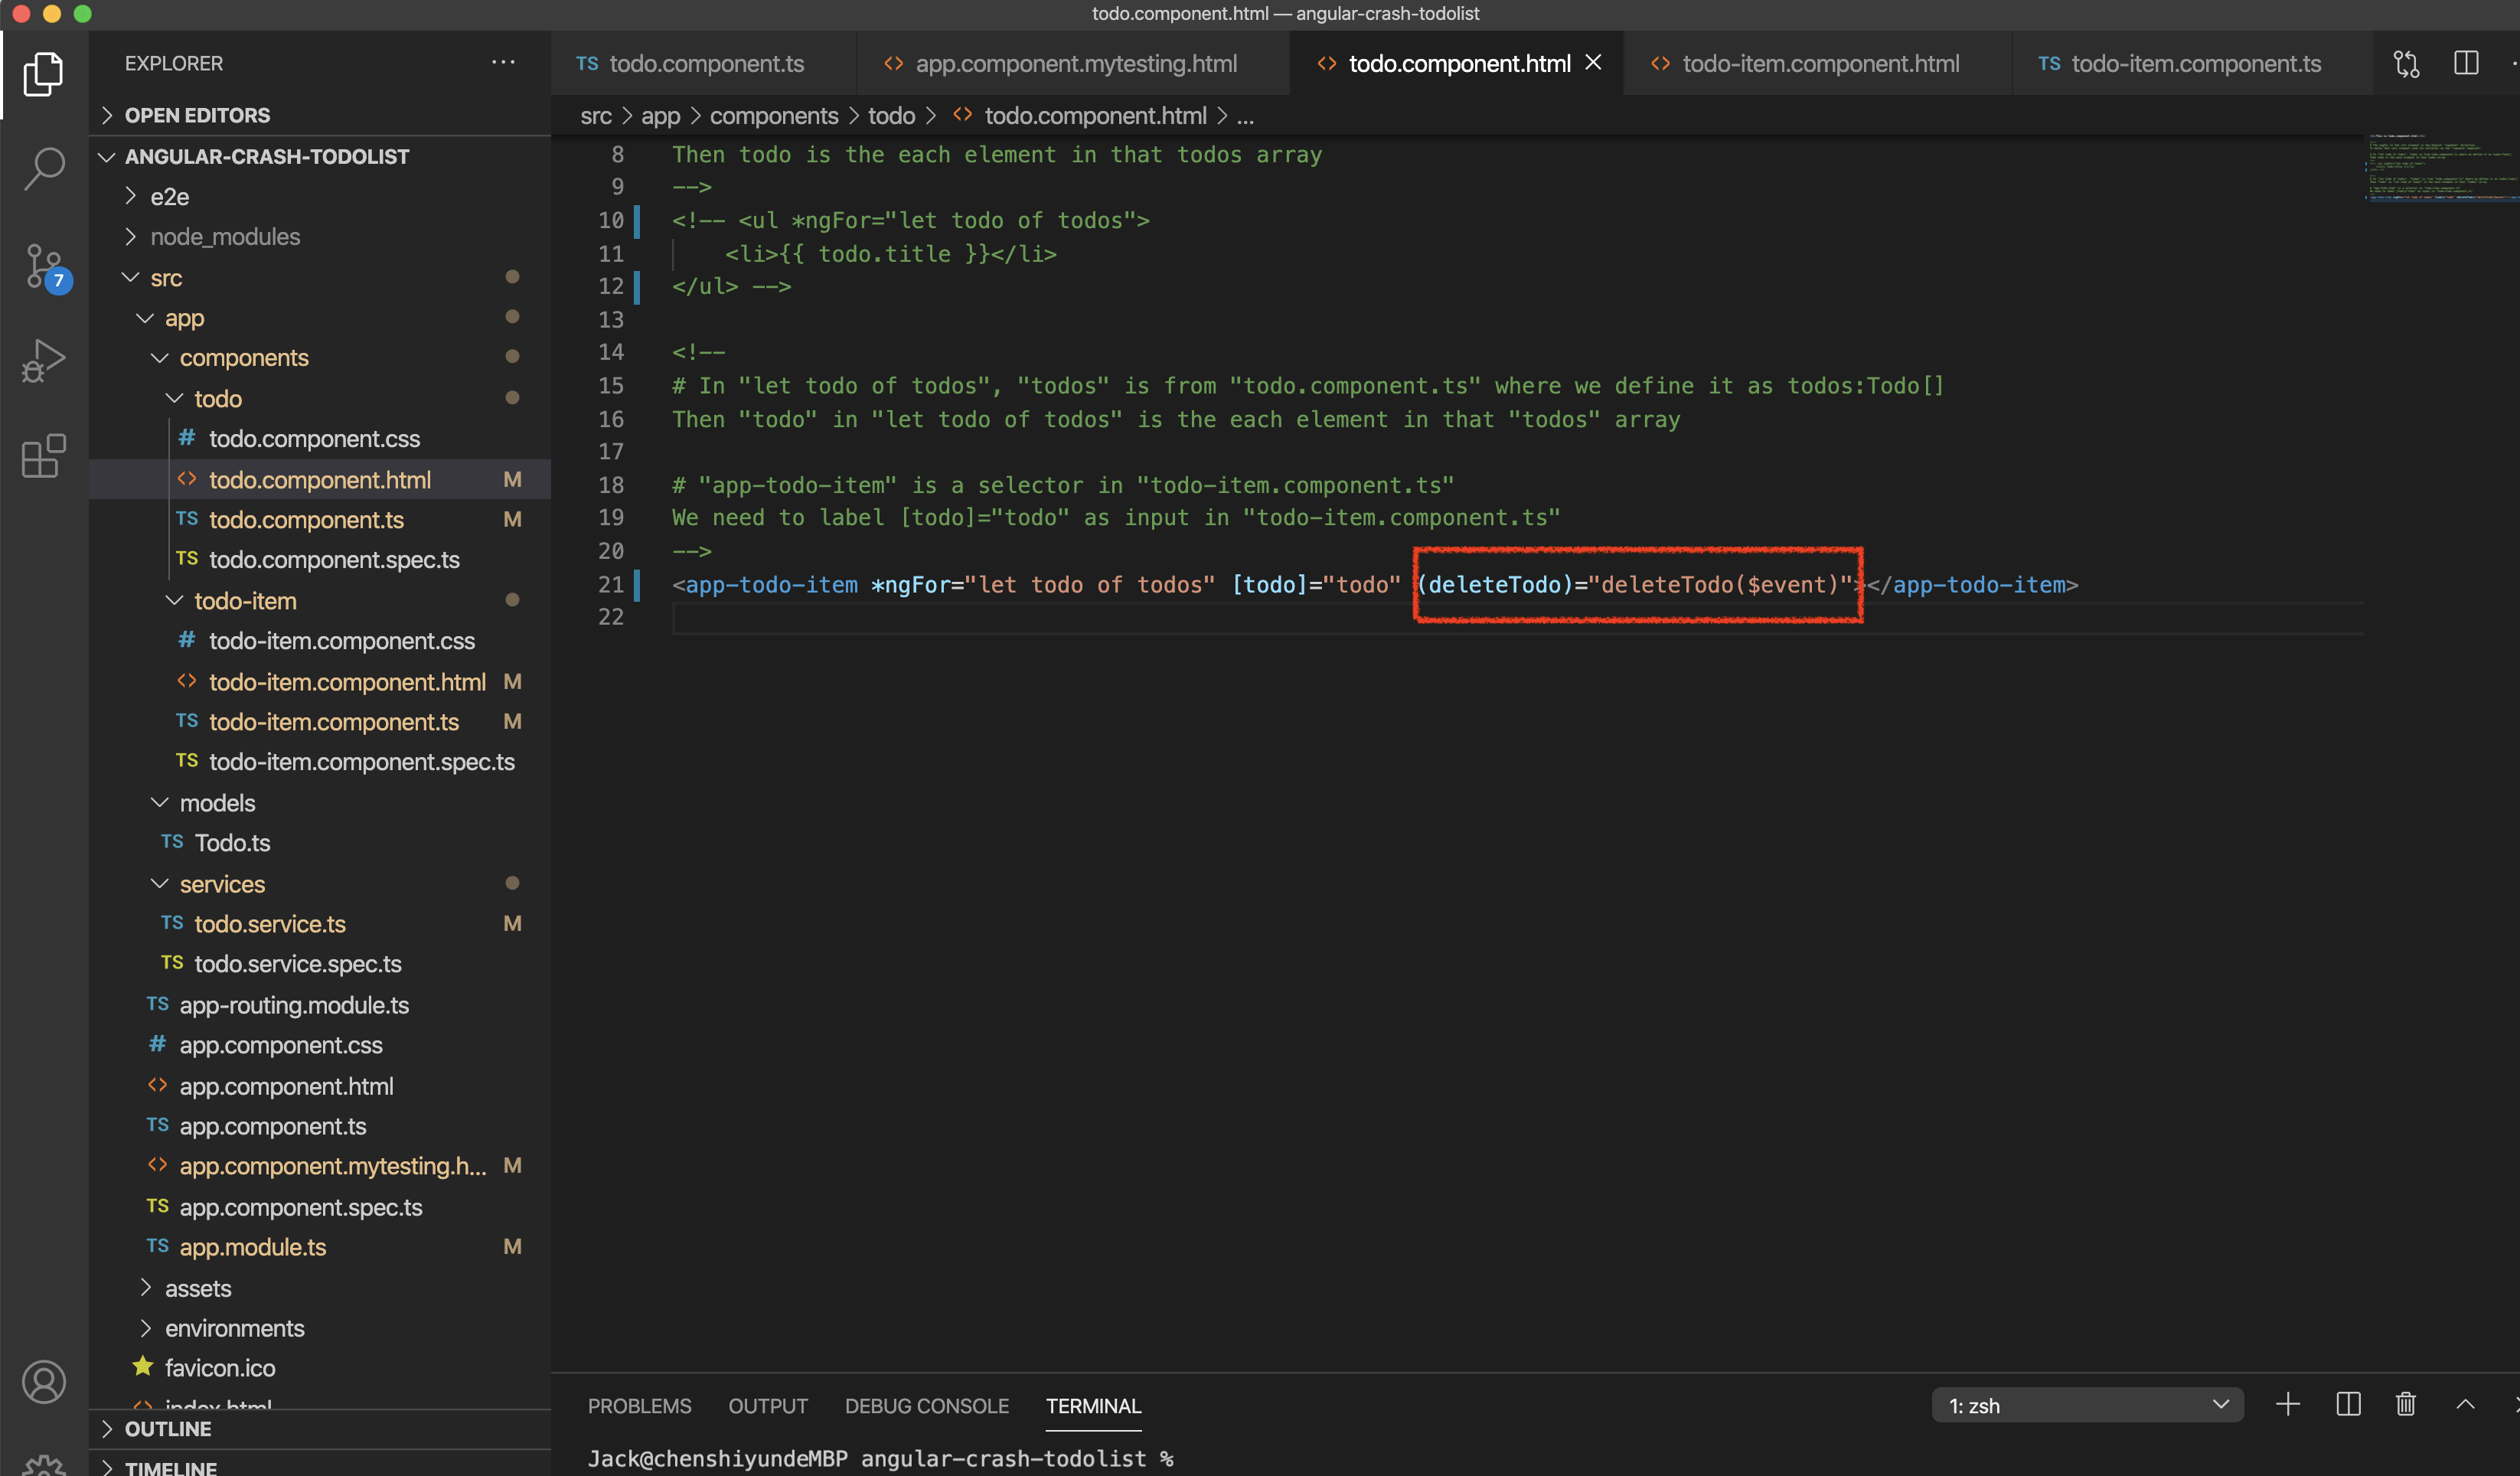 todo.component.html — angular-crash-todolist
EXPLORER
OPEN EDITORS
ANGULAR-CRASH-TODOLIST
e2e
node_modules
src
app
components
todo
# todo.component.css
<> todo.component.html M
TS todo.component.ts M
TS todo.component.spec.ts
todo-item
# todo-item.component.css
<> todo-item.component.html M
TS todo-item.component.ts M
TS todo-item.component.spec.ts
models
TS Todo.ts
services
TS todo.service.ts M
TS todo.service.spec.ts
TS app-routing.module.ts
# app.component.css
<> app.component.html
TS app.component.ts
<> app.component.mytesting.h... M
TS app.component.spec.ts
TS app.module.ts M
assets
environments
favicon.ico
<> index.html
OUTLINE
TIMELINE
7
TS todo.component.ts <> app.component.mytesting.html <> todo.component.html <> todo-item.component.html TS todo-item.component.ts
src > app > components > todo > <> todo.component.html > ...
8 Then todo is the each element in that todos array
9 -->
10 <!-- <ul *ngFor="let todo of todos">
11 <li>{{ todo.title }}</li>
12 </ul> -->
13
14 <!--
15 # In "let todo of todos", "todos" is from "todo.component.ts" where we define it as todos:Todo[]
16 Then "todo" in "let todo of todos" is the each element in that "todos" array
17
18 # "app-todo-item" is a selector in "todo-item.component.ts"
19 We need to label [todo]="todo" as input in "todo-item.component.ts"
20 -->
21 <app-todo-item *ngFor="let todo of todos" [todo]="todo" (deleteTodo)="deleteTodo($event)"></app-todo-item>
22
PROBLEMS OUTPUT DEBUG CONSOLE TERMINAL 1: zsh
Jack@chenshiyundeMBP angular-crash-todolist %